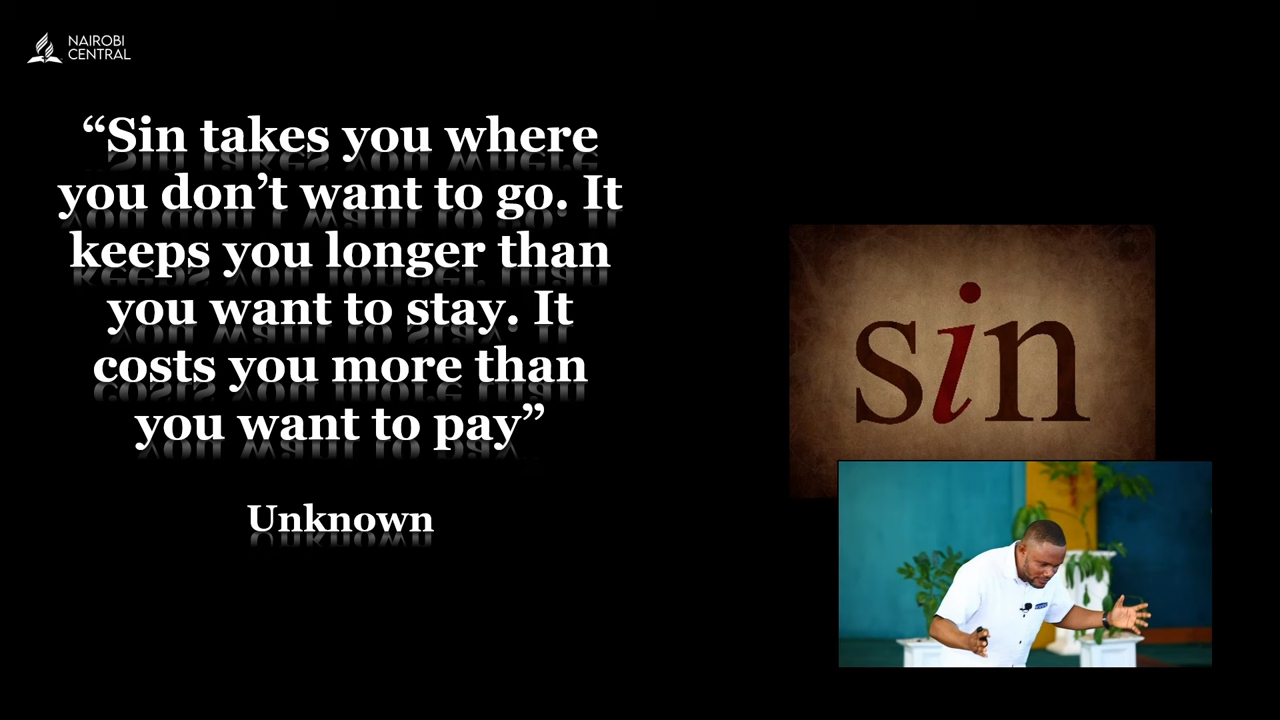 NAIROBI
CENTRAL
“Sin takes you where
you don’t want to go. It
keeps you longer than
you want to stay. It
costs you more than
you want to pay”
Unknown
sin